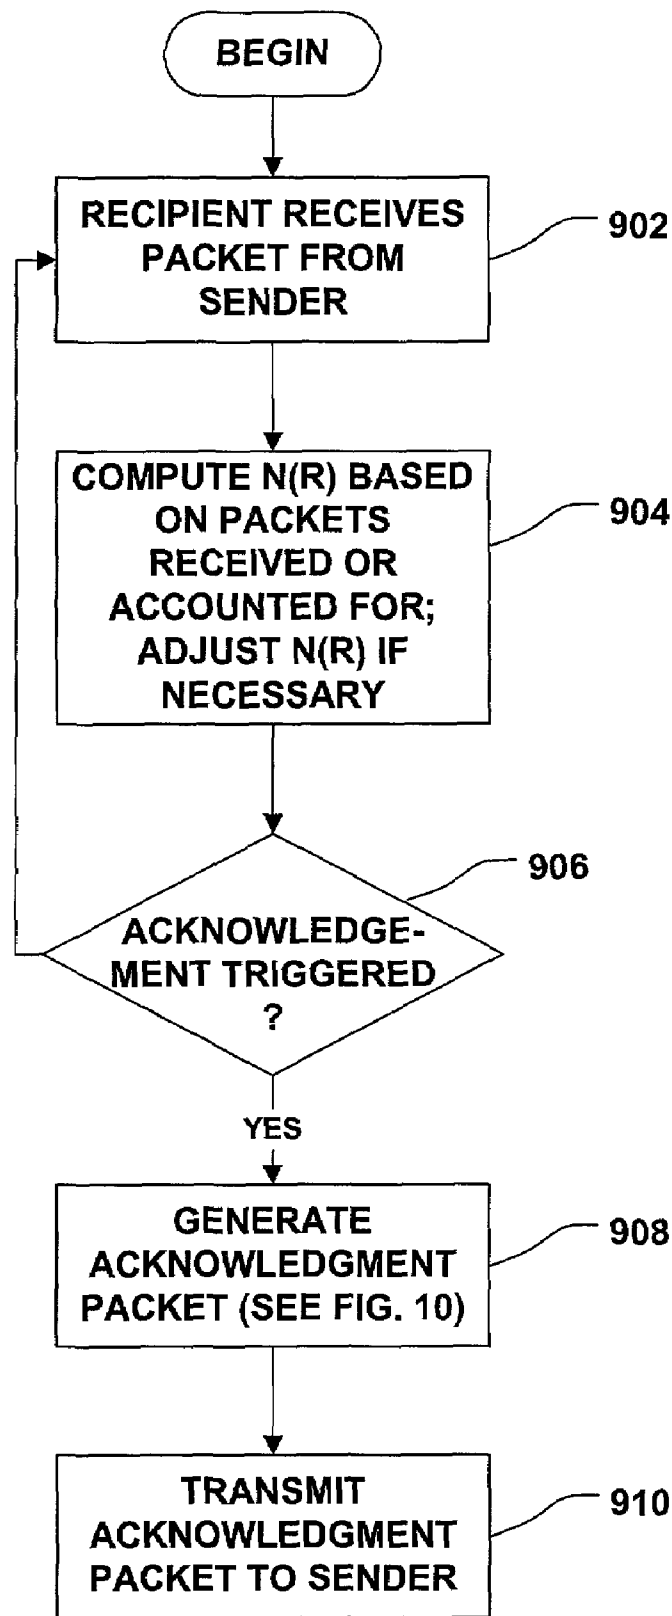 BEGIN
RECIPIENT RECEIVES
PACKET FROM
SENDER
902
COMPUTE N(R) BASED
ON PACKETS
RECEIVED OR
ACCOUNTED FOR;
ADJUST N(R) IF
NECESSARY
904
906
ACKNOWLEDGE-
MENT TRIGGERED
?
YES
GENERATE
ACKNOWLEDGMENT
PACKET (SEE FIG. 10)
908
TRANSMIT
ACKNOWLEDGMENT
PACKET TO SENDER
910